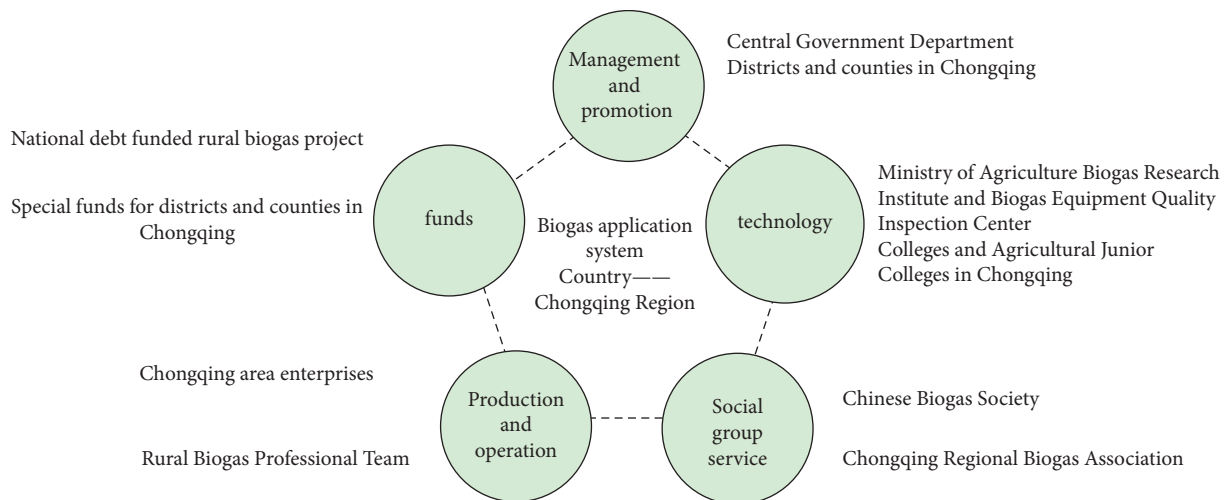 Management
and
promotion
Central Government Department
Districts and counties in Chongqing
National debt funded rural biogas project
Special funds for districts and counties in
Chongqing
funds
technology
Ministry of Agriculture Biogas Research
Institute and Biogas Equipment Quality
Inspection Center
Colleges and Agricultural Junior
Colleges in Chongqing
Biogas application
system
Country——
Chongqing Region
Chongqing area enterprises
Rural Biogas Professional Team
Production
and
operation
Social
group
service
Chinese Biogas Society
Chongqing Regional Biogas Association